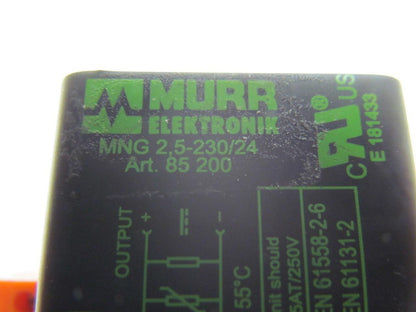 MURR
ELEKTRONIK
MNG 2,5-230/24
Art. 85 200
OUTPUT
+ −
55°C
nit should
5AT/250V
EN 61558-2-6
EN 61131-2
C US
E 181433